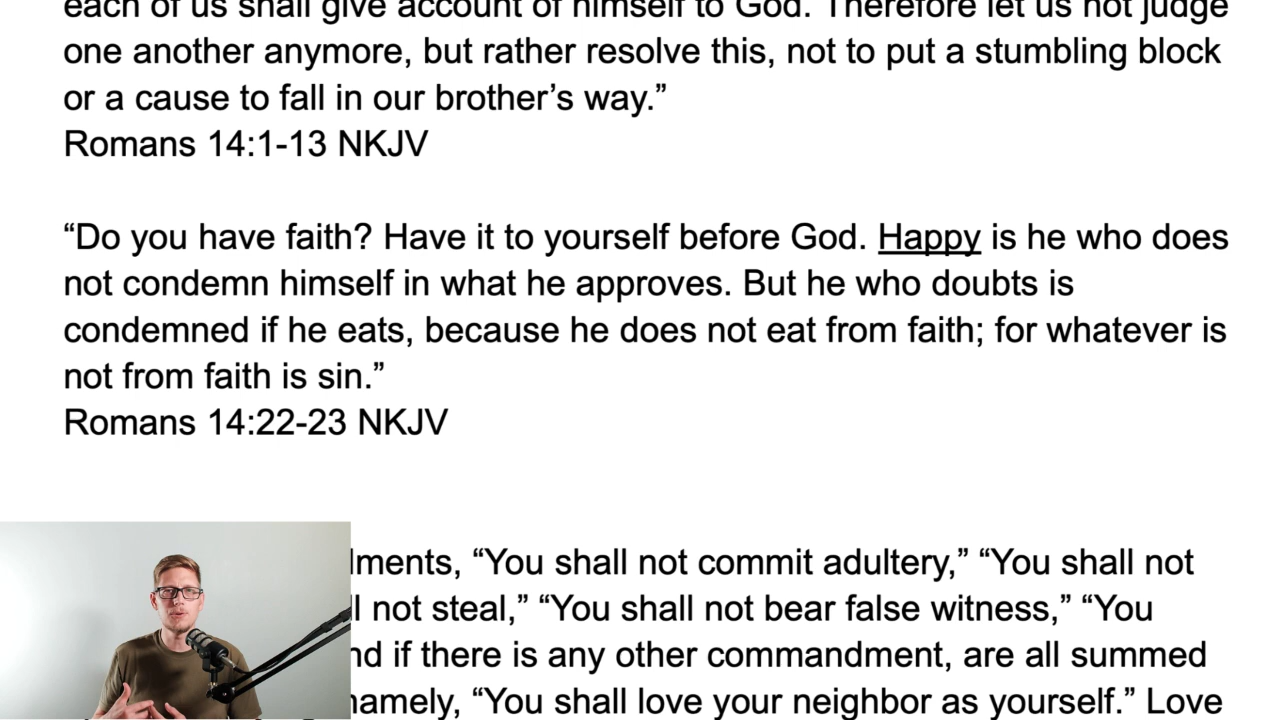 each of us shall give account of himself to God. Therefore let us not judge
one another anymore, but rather resolve this, not to put a stumbling block
or a cause to fall in our brother’s way.”
Romans 14:1-13 NKJV
“Do you have faith? Have it to yourself before God. Happy is he who does
not condemn himself in what he approves. But he who doubts is
condemned if he eats, because he does not eat from faith; for whatever is
not from faith is sin.”
Romans 14:22-23 NKJV
“You shall not commit adultery,” “You shall not
not steal,” “You shall not bear false witness,” “You
if there is any other commandment, are all summed
namely, “You shall love your neighbor as yourself.” Love